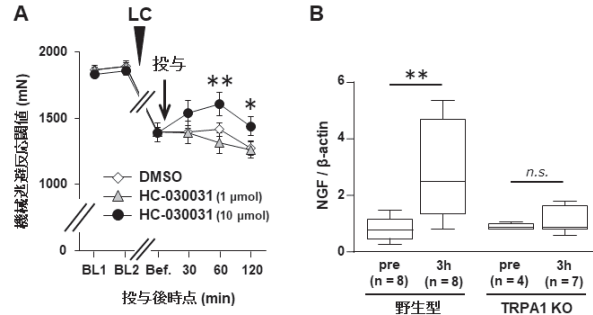 A
LC
投与
機械逃避反応閾値 (mN)
2000
1600
1000
0
**
*
DMSO
HC-030031 (1 μmol)
HC-030031 (10 μmol)
BL1 BL2 Bef. 30 60 120
投与後時点 (min)
B
NGF / β-actin
6
4
2
0
**
n.s.
pre 3h pre 3h
(n = 8) (n = 8) (n = 4) (n = 7)
野生型 TRPA1 KO